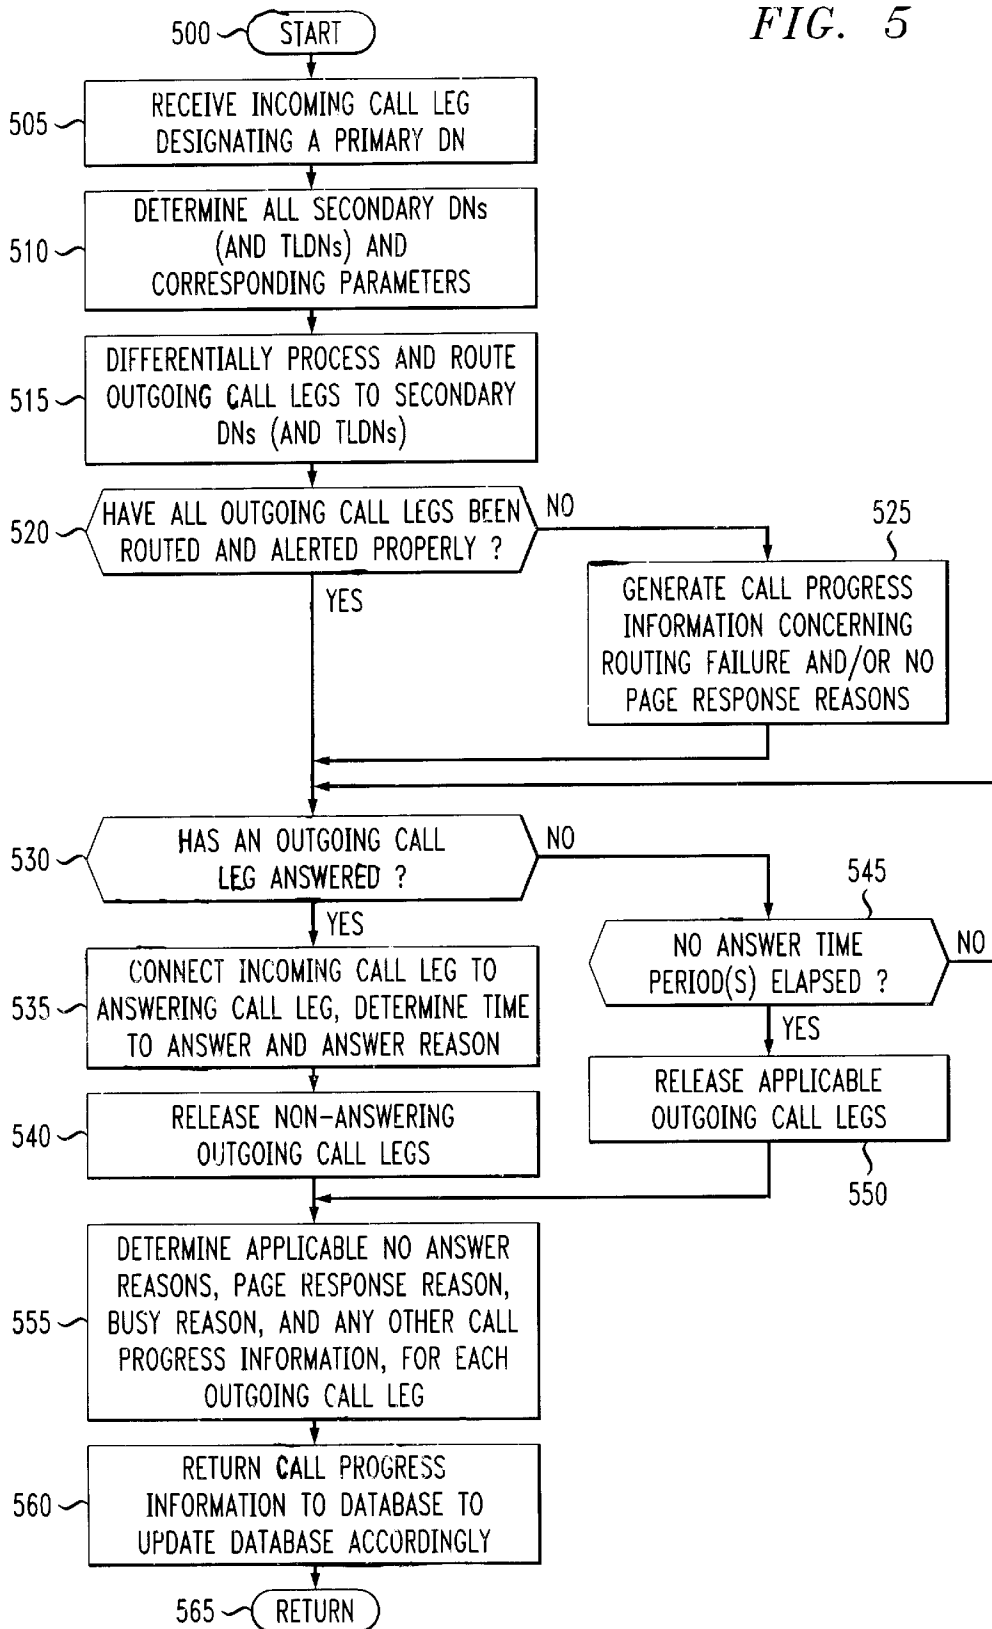 FIG. 5
500 START
505 RECEIVE INCOMING CALL LEG
DESIGNATING A PRIMARY DN
510 DETERMINE ALL SECONDARY DNs
(AND TLDNs) AND
CORRESPONDING PARAMETERS
515 DIFFERENTIALLY PROCESS AND ROUTE
OUTGOING CALL LEGS TO SECONDARY
DNs (AND TLDNs)
520 HAVE ALL OUTGOING CALL LEGS BEEN
ROUTED AND ALERTED PROPERLY ?
NO
YES
525
GENERATE CALL PROGRESS
INFORMATION CONCERNING
ROUTING FAILURE AND/OR NO
PAGE RESPONSE REASONS
530 HAS AN OUTGOING CALL
LEG ANSWERED ?
NO
YES
545
NO ANSWER TIME
PERIOD(S) ELAPSED ?
NO
YES
535 CONNECT INCOMING CALL LEG TO
ANSWERING CALL LEG, DETERMINE TIME
TO ANSWER AND ANSWER REASON
RELEASE APPLICABLE
OUTGOING CALL LEGS
550
540 RELEASE NON-ANSWERING
OUTGOING CALL LEGS
555 DETERMINE APPLICABLE NO ANSWER
REASONS, PAGE RESPONSE REASON,
BUSY REASON, AND ANY OTHER CALL
PROGRESS INFORMATION, FOR EACH
OUTGOING CALL LEG
560 RETURN CALL PROGRESS
INFORMATION TO DATABASE TO
UPDATE DATABASE ACCORDINGLY
565 RETURN